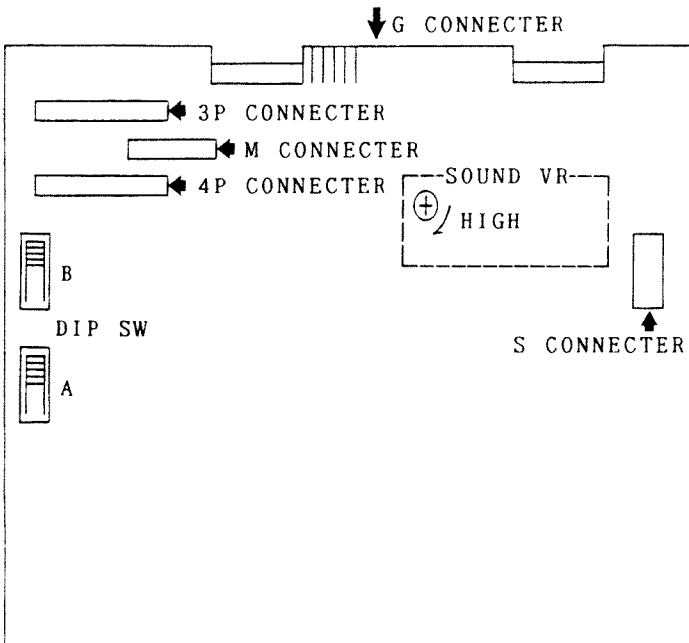 G CONNECTER
3P CONNECTER
M CONNECTER
4P CONNECTER
SOUND VR
HIGH
B
DIP SW
S CONNECTER
A